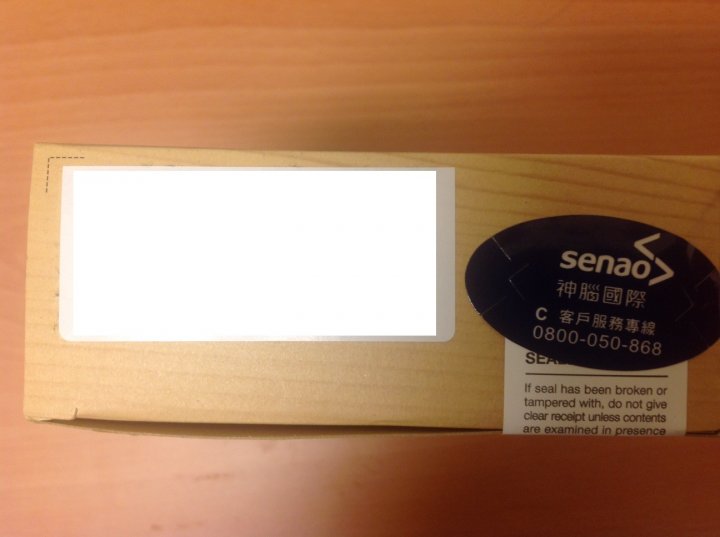 senao
神腦國際
C 客戶服務專線
0800-050-868
If seal has been broken or
tampered with, do not give
clear receipt unless contents
are examined in presence